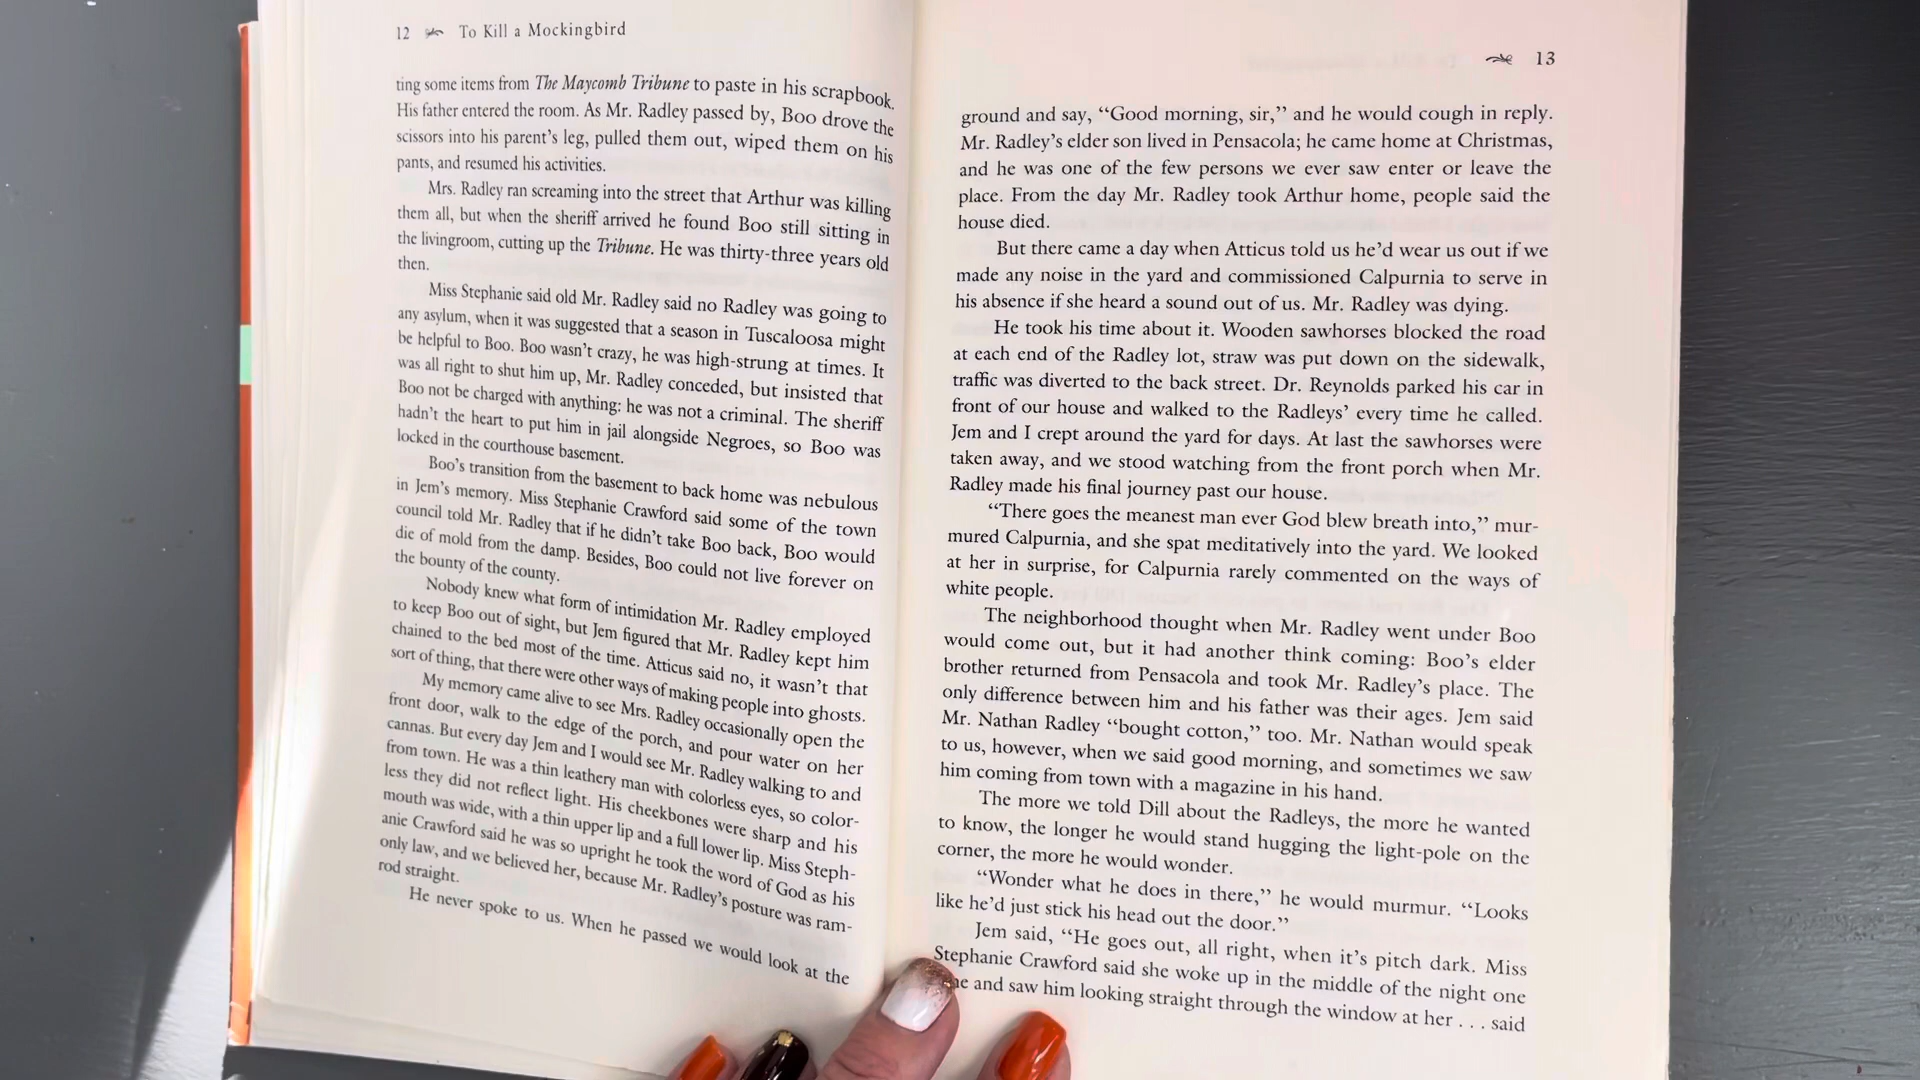 12 To Kill a Mockingbird
ting some items from The Maycomb Tribune to paste in his scrapbook.
His father entered the room. As Mr. Radley passed by, Boo drove the
scissors into his parent's leg, pulled them out, wiped them on his
pants, and resumed his activities.
Mrs. Radley ran screaming into the street that Arthur was killing
them all, but when the sheriff arrived he found Boo still sitting in
the livingroom, cutting up the Tribune. He was thirty-three years old
then.
Miss Stephanie said old Mr. Radley said no Radley was going to
any asylum, when it was suggested that a season in Tuscaloosa might
be helpful to Boo. Boo wasn't crazy, he was high-strung at times. It
was all right to shut him up, Mr. Radley conceded, but insisted that
Boo not be charged with anything: he was not a criminal. The sheriff
hadn't the heart to put him in jail alongside Negroes, so Boo was
locked in the courthouse basement.
Boo's transition from the basement to back home was nebulous
in Jem's memory. Miss Stephanie Crawford said some of the town
council told Mr. Radley that if he didn't take Boo back, Boo would
die of mold from the damp. Besides, Boo could not live forever on
the bounty of the county.
Nobody knew what form of intimidation Mr. Radley employed
to keep Boo out of sight, but Jem figured that Mr. Radley kept him
chained to the bed most of the time. Atticus said no, it wasn't that
sort of thing, that there were other ways of making people into ghosts.
My memory came alive to see Mrs. Radley occasionally open the
front door, walk to the edge of the porch, and pour water on her
cannas. But every day Jem and I would see Mr. Radley walking to and
from town. He was a thin leathery man with colorless eyes, so color-
less they did not reflect light. His cheekbones were sharp and his
mouth was wide, with a thin upper lip and a full lower lip. Miss Steph-
anie Crawford said he was so upright he took the word of God as his
only law, and we believed her, because Mr. Radley's posture was ram-
rod straight.
He never spoke to us. When he passed we would look at the
13
ground and say, "Good morning, sir," and he would cough in reply.
Mr. Radley's elder son lived in Pensacola; he came home at Christmas,
and he was one of the few persons we ever saw enter or leave the
place. From the day Mr. Radley took Arthur home, people said the
house died.
But there came a day when Atticus told us he'd wear us out if we
made any noise in the yard and commissioned Calpurnia to serve in
his absence if she heard a sound out of us. Mr. Radley was dying.
He took his time about it. Wooden sawhorses blocked the road
at each end of the Radley lot, straw was put down on the sidewalk,
traffic was diverted to the back street. Dr. Reynolds parked his car in
front of our house and walked to the Radleys' every time he called.
Jem and I crept around the yard for days. At last the sawhorses were
taken away, and we stood watching from the front porch when Mr.
Radley made his final journey past our house.
"There goes the meanest man ever God blew breath into," mur-
mured Calpurnia, and she spat meditatively into the yard. We looked
at her in surprise, for Calpurnia rarely commented on the ways of
white people.
The neighborhood thought when Mr. Radley went under Boo
would come out, but it had another think coming: Boo's elder
brother returned from Pensacola and took Mr. Radley's place. The
only difference between him and his father was their ages. Jem said
Mr. Nathan Radley "bought cotton," too. Mr. Nathan would speak
to us, however, when we said good morning, and sometimes we saw
him coming from town with a magazine in his hand.
The more we told Dill about the Radleys, the more he wanted
to know, the longer he would stand hugging the light-pole on the
corner, the more he would wonder.
"Wonder what he does in there," he would murmur. "Looks
like he'd just stick his head out the door."
Jem said, "He goes out, all right, when it's pitch dark. Miss
Stephanie Crawford said she woke up in the middle of the night one
and saw him looking straight through the window at her . . . said